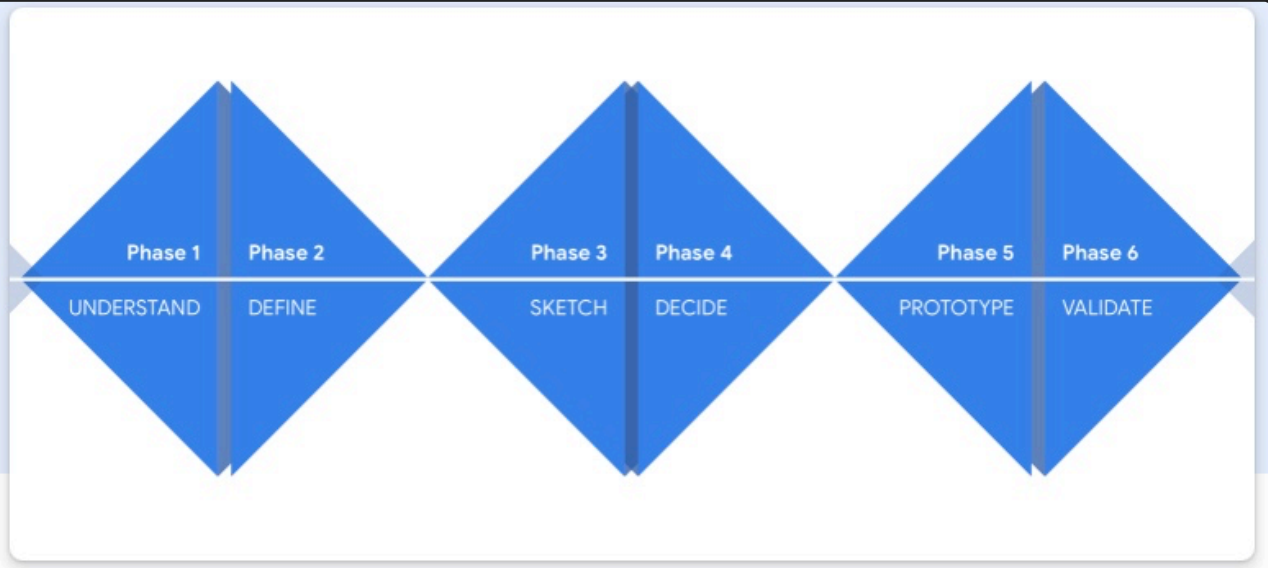 Phase 1
UNDERSTAND
Phase 2
DEFINE
Phase 3
SKETCH
Phase 4
DECIDE
Phase 5
PROTOTYPE
Phase 6
VALIDATE